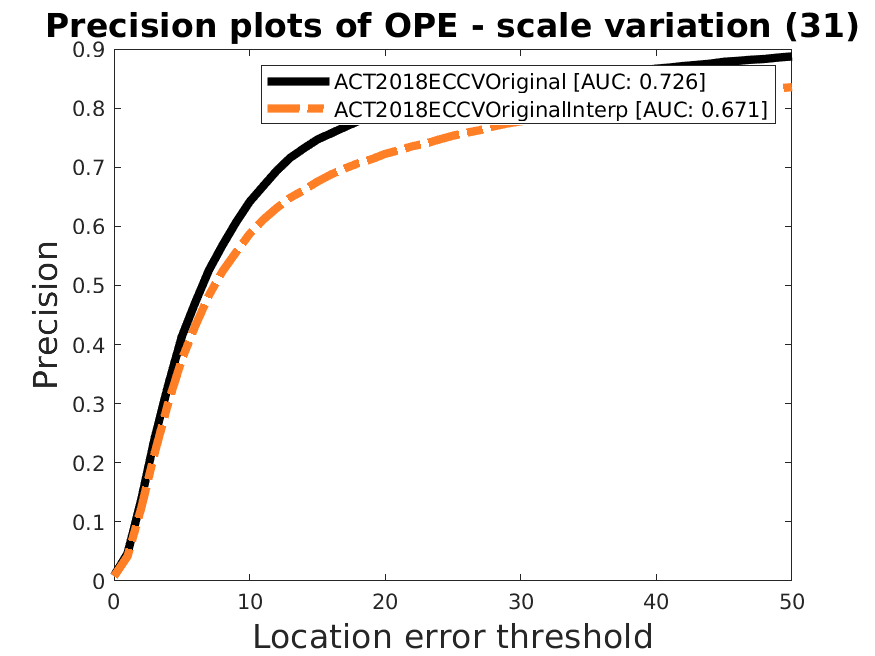 Precision plots of OPE - scale variation (31)
0.9
ACT2018ECCVOriginal [AUC: 0.726]
ACT2018ECCVOriginalInterp [AUC: 0.671]
0.8
0.7
0.6
0.5
0.4
0.3
0.2
0.1
0
Precision
0 10 20 30 40 50
Location error threshold